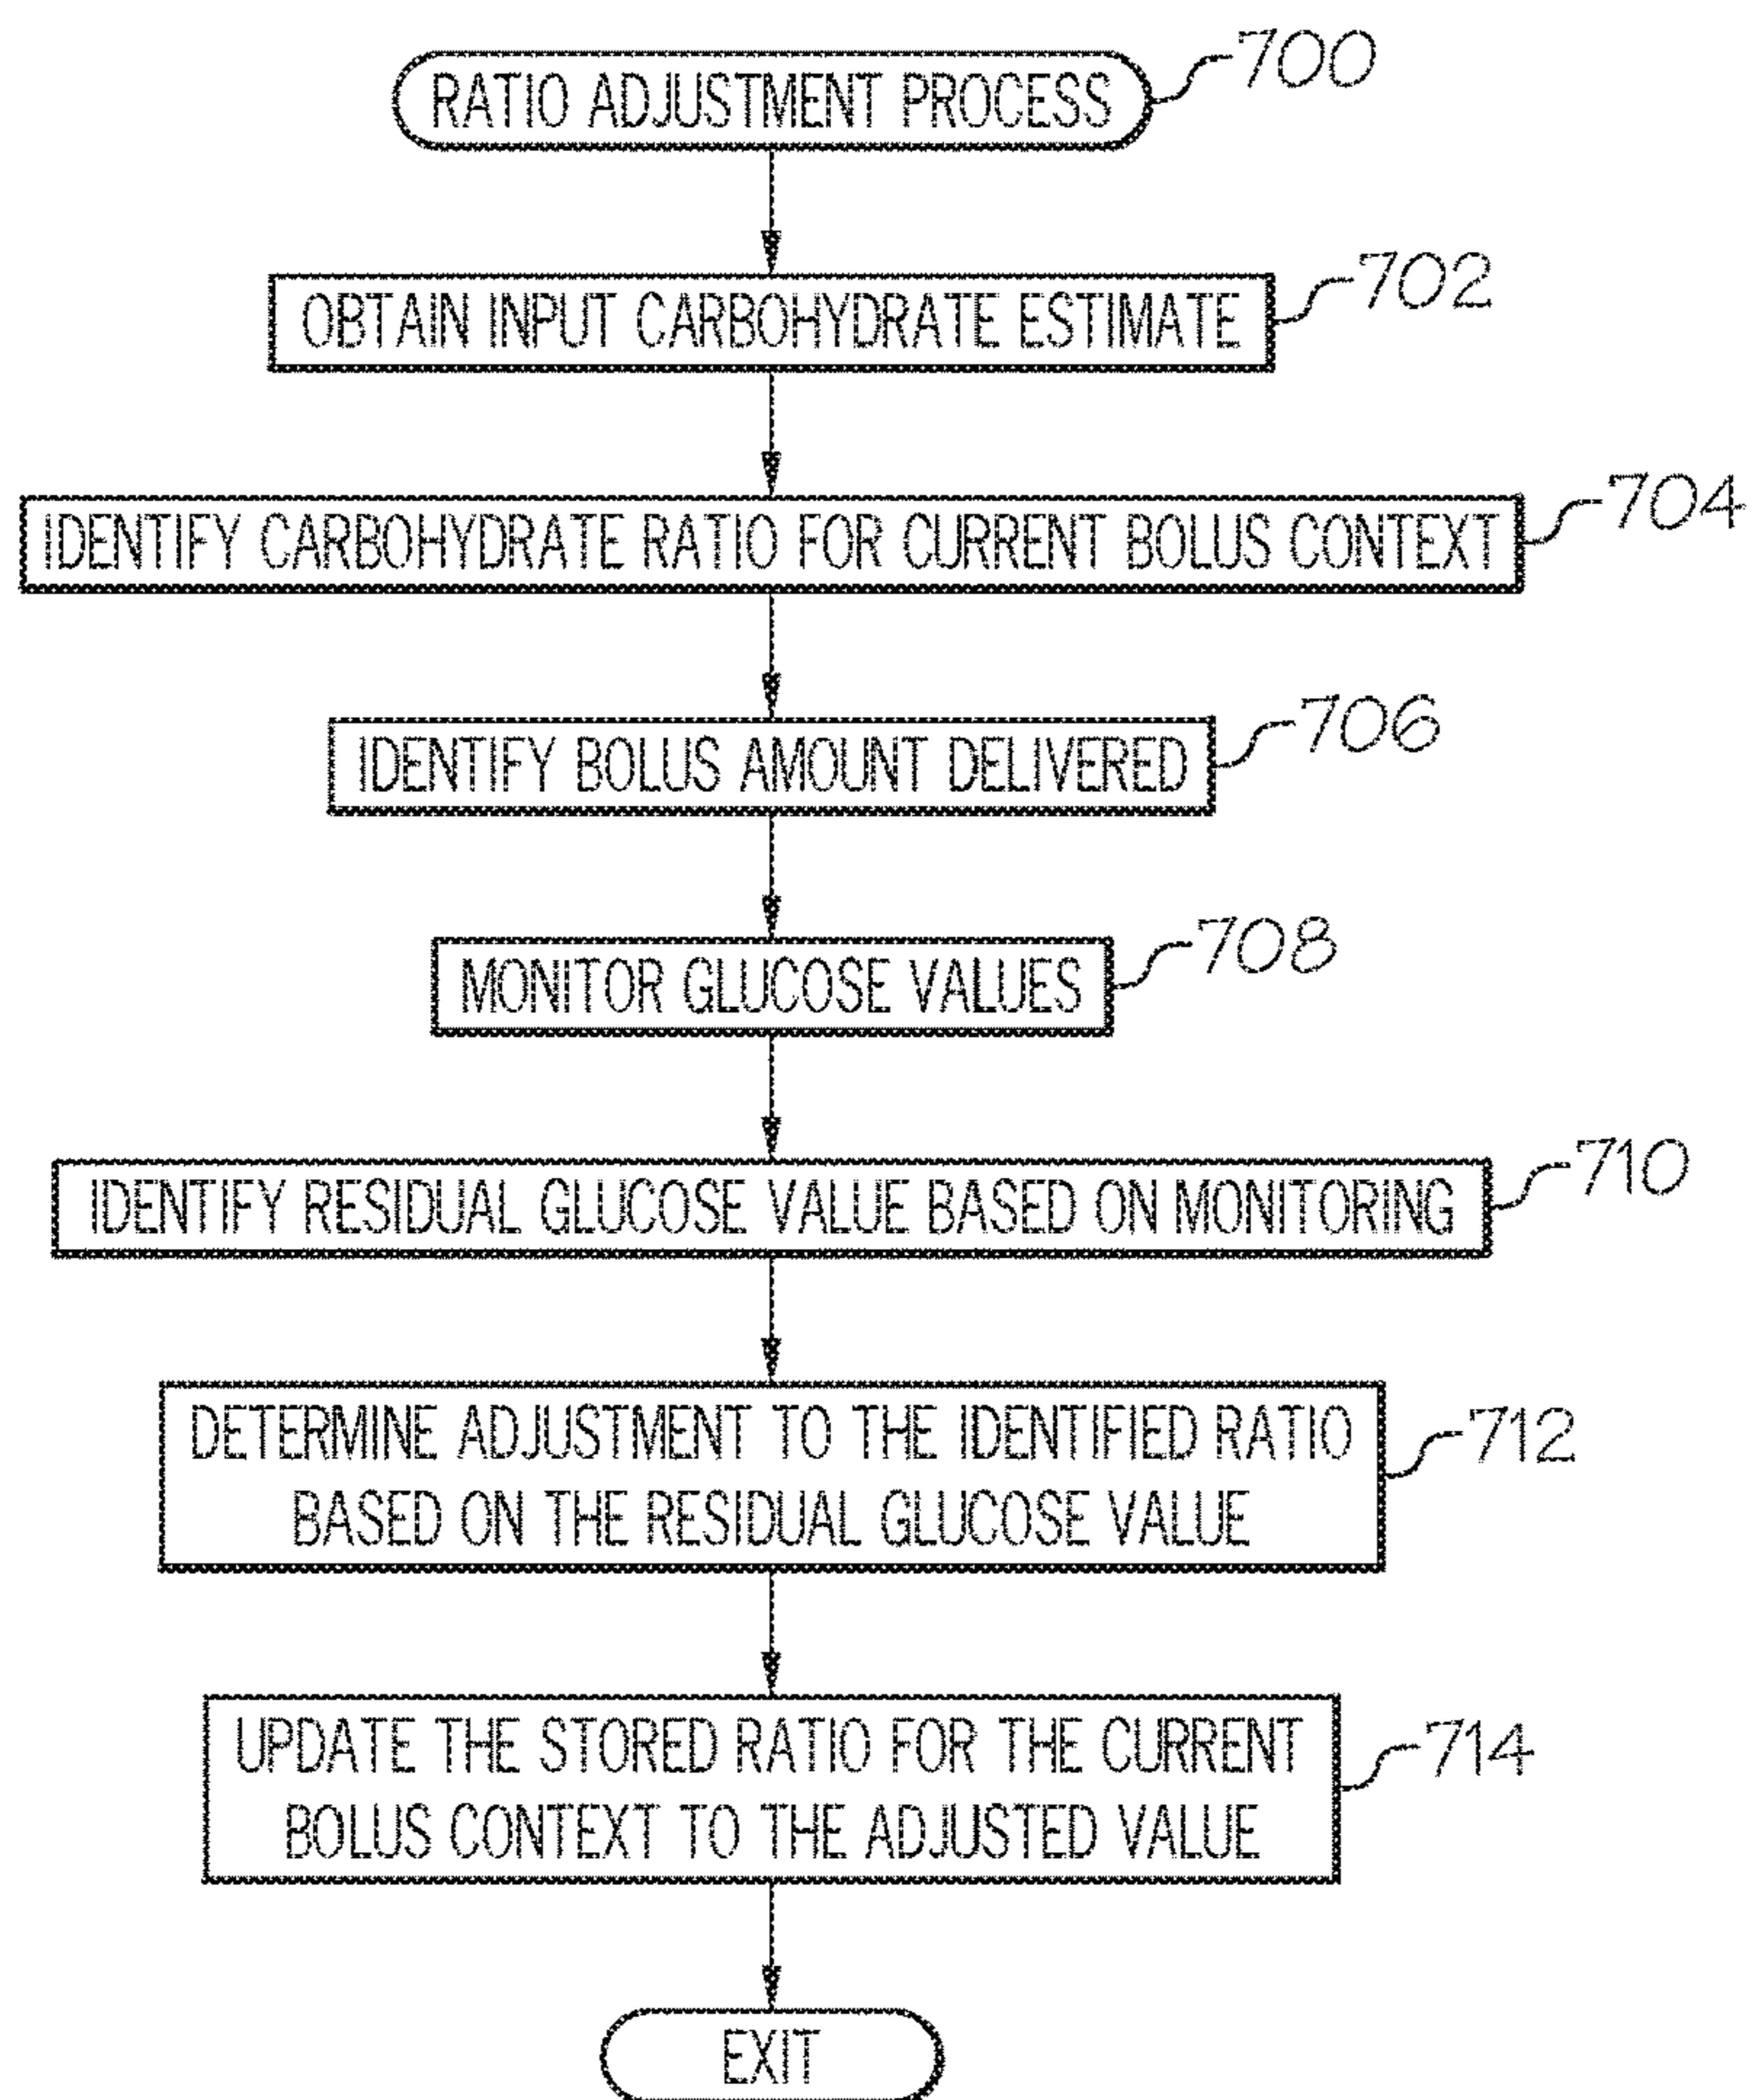 RATIO ADJUSTMENT PROCESS
700
OBTAIN INPUT CARBOHYDRATE ESTIMATE
702
IDENTIFY CARBOHYDRATE RATIO FOR CURRENT BOLUS CONTEXT
704
IDENTIFY BOLUS AMOUNT DELIVERED
706
MONITOR GLUCOSE VALUES
708
IDENTIFY RESIDUAL GLUCOSE VALUE BASED ON MONITORING
710
DETERMINE ADJUSTMENT TO THE IDENTIFIED RATIO
BASED ON THE RESIDUAL GLUCOSE VALUE
712
UPDATE THE STORED RATIO FOR THE CURRENT
BOLUS CONTEXT TO THE ADJUSTED VALUE
714
EXIT